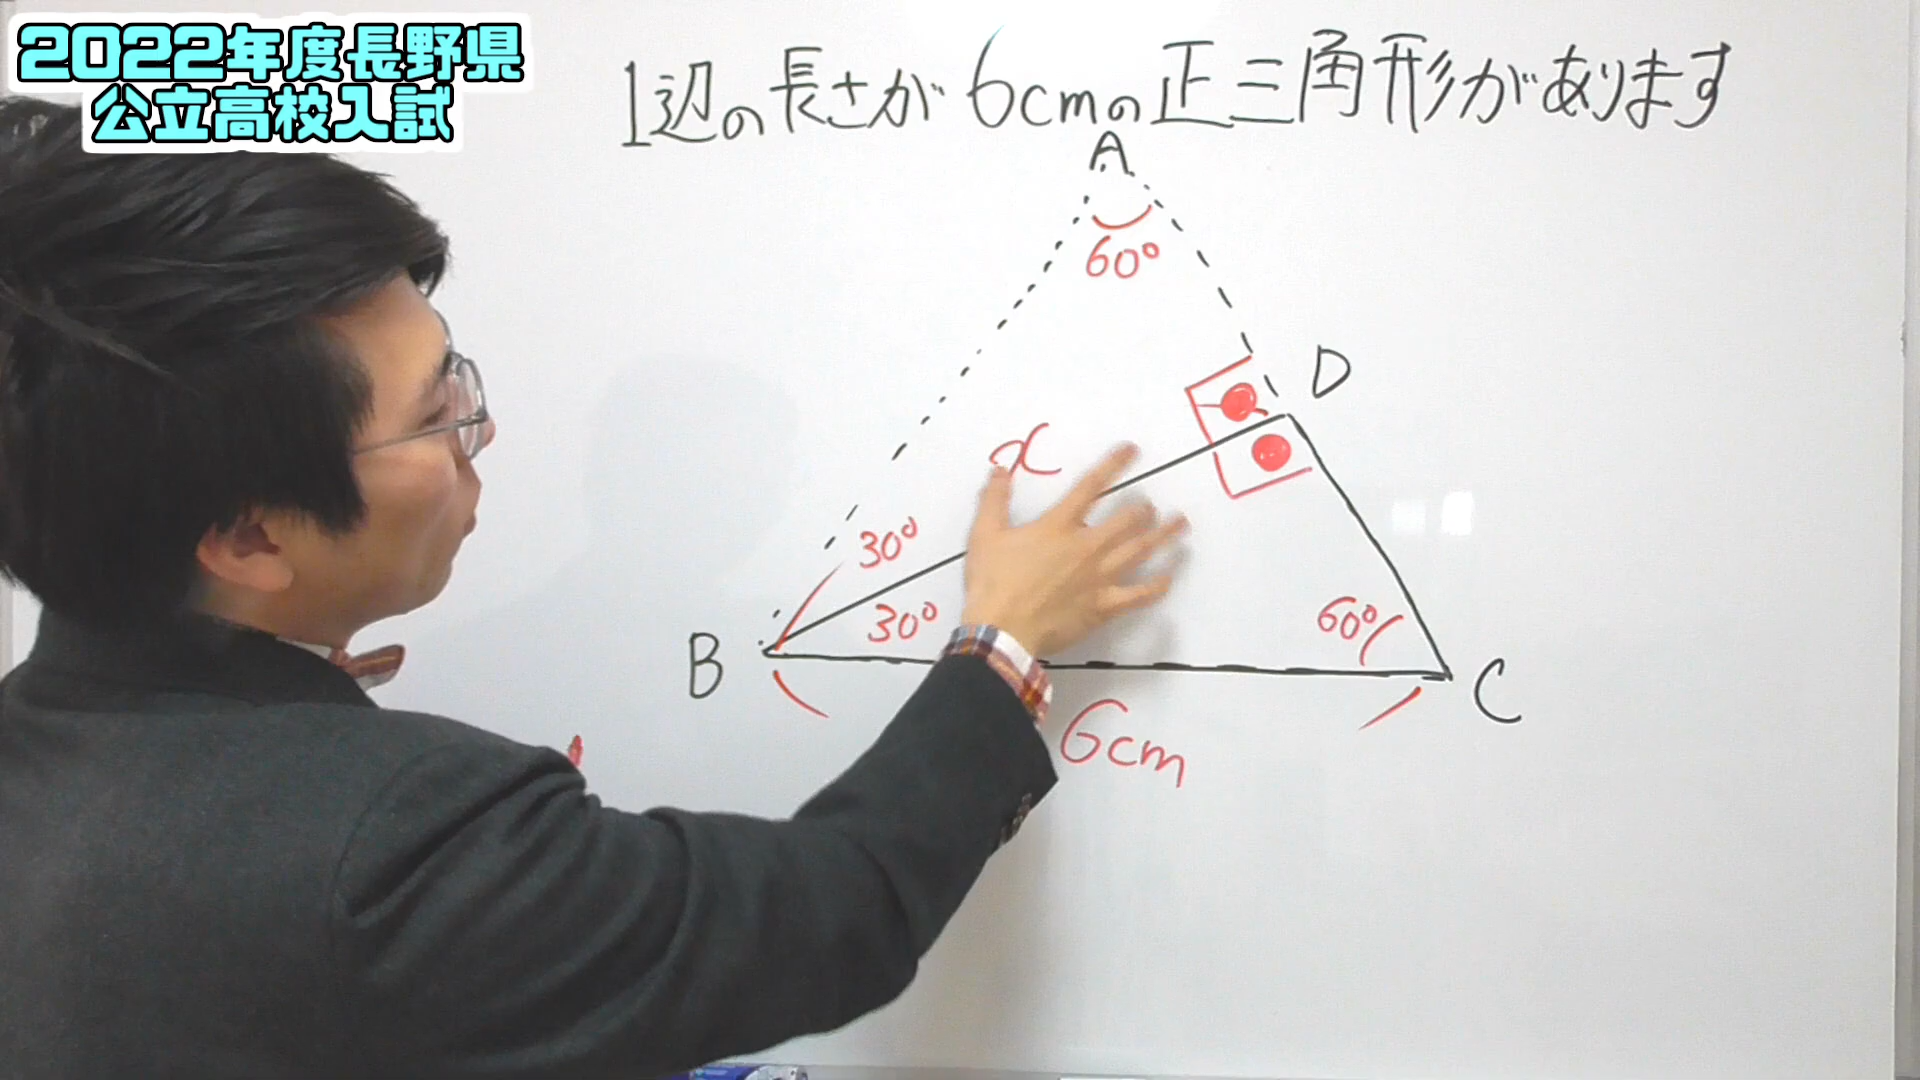 2022年度長野県
公立高校入試
1辺の長さが6cmの正三角形があります
A
60°
D
x
30°
30°
60°
B
C
6cm